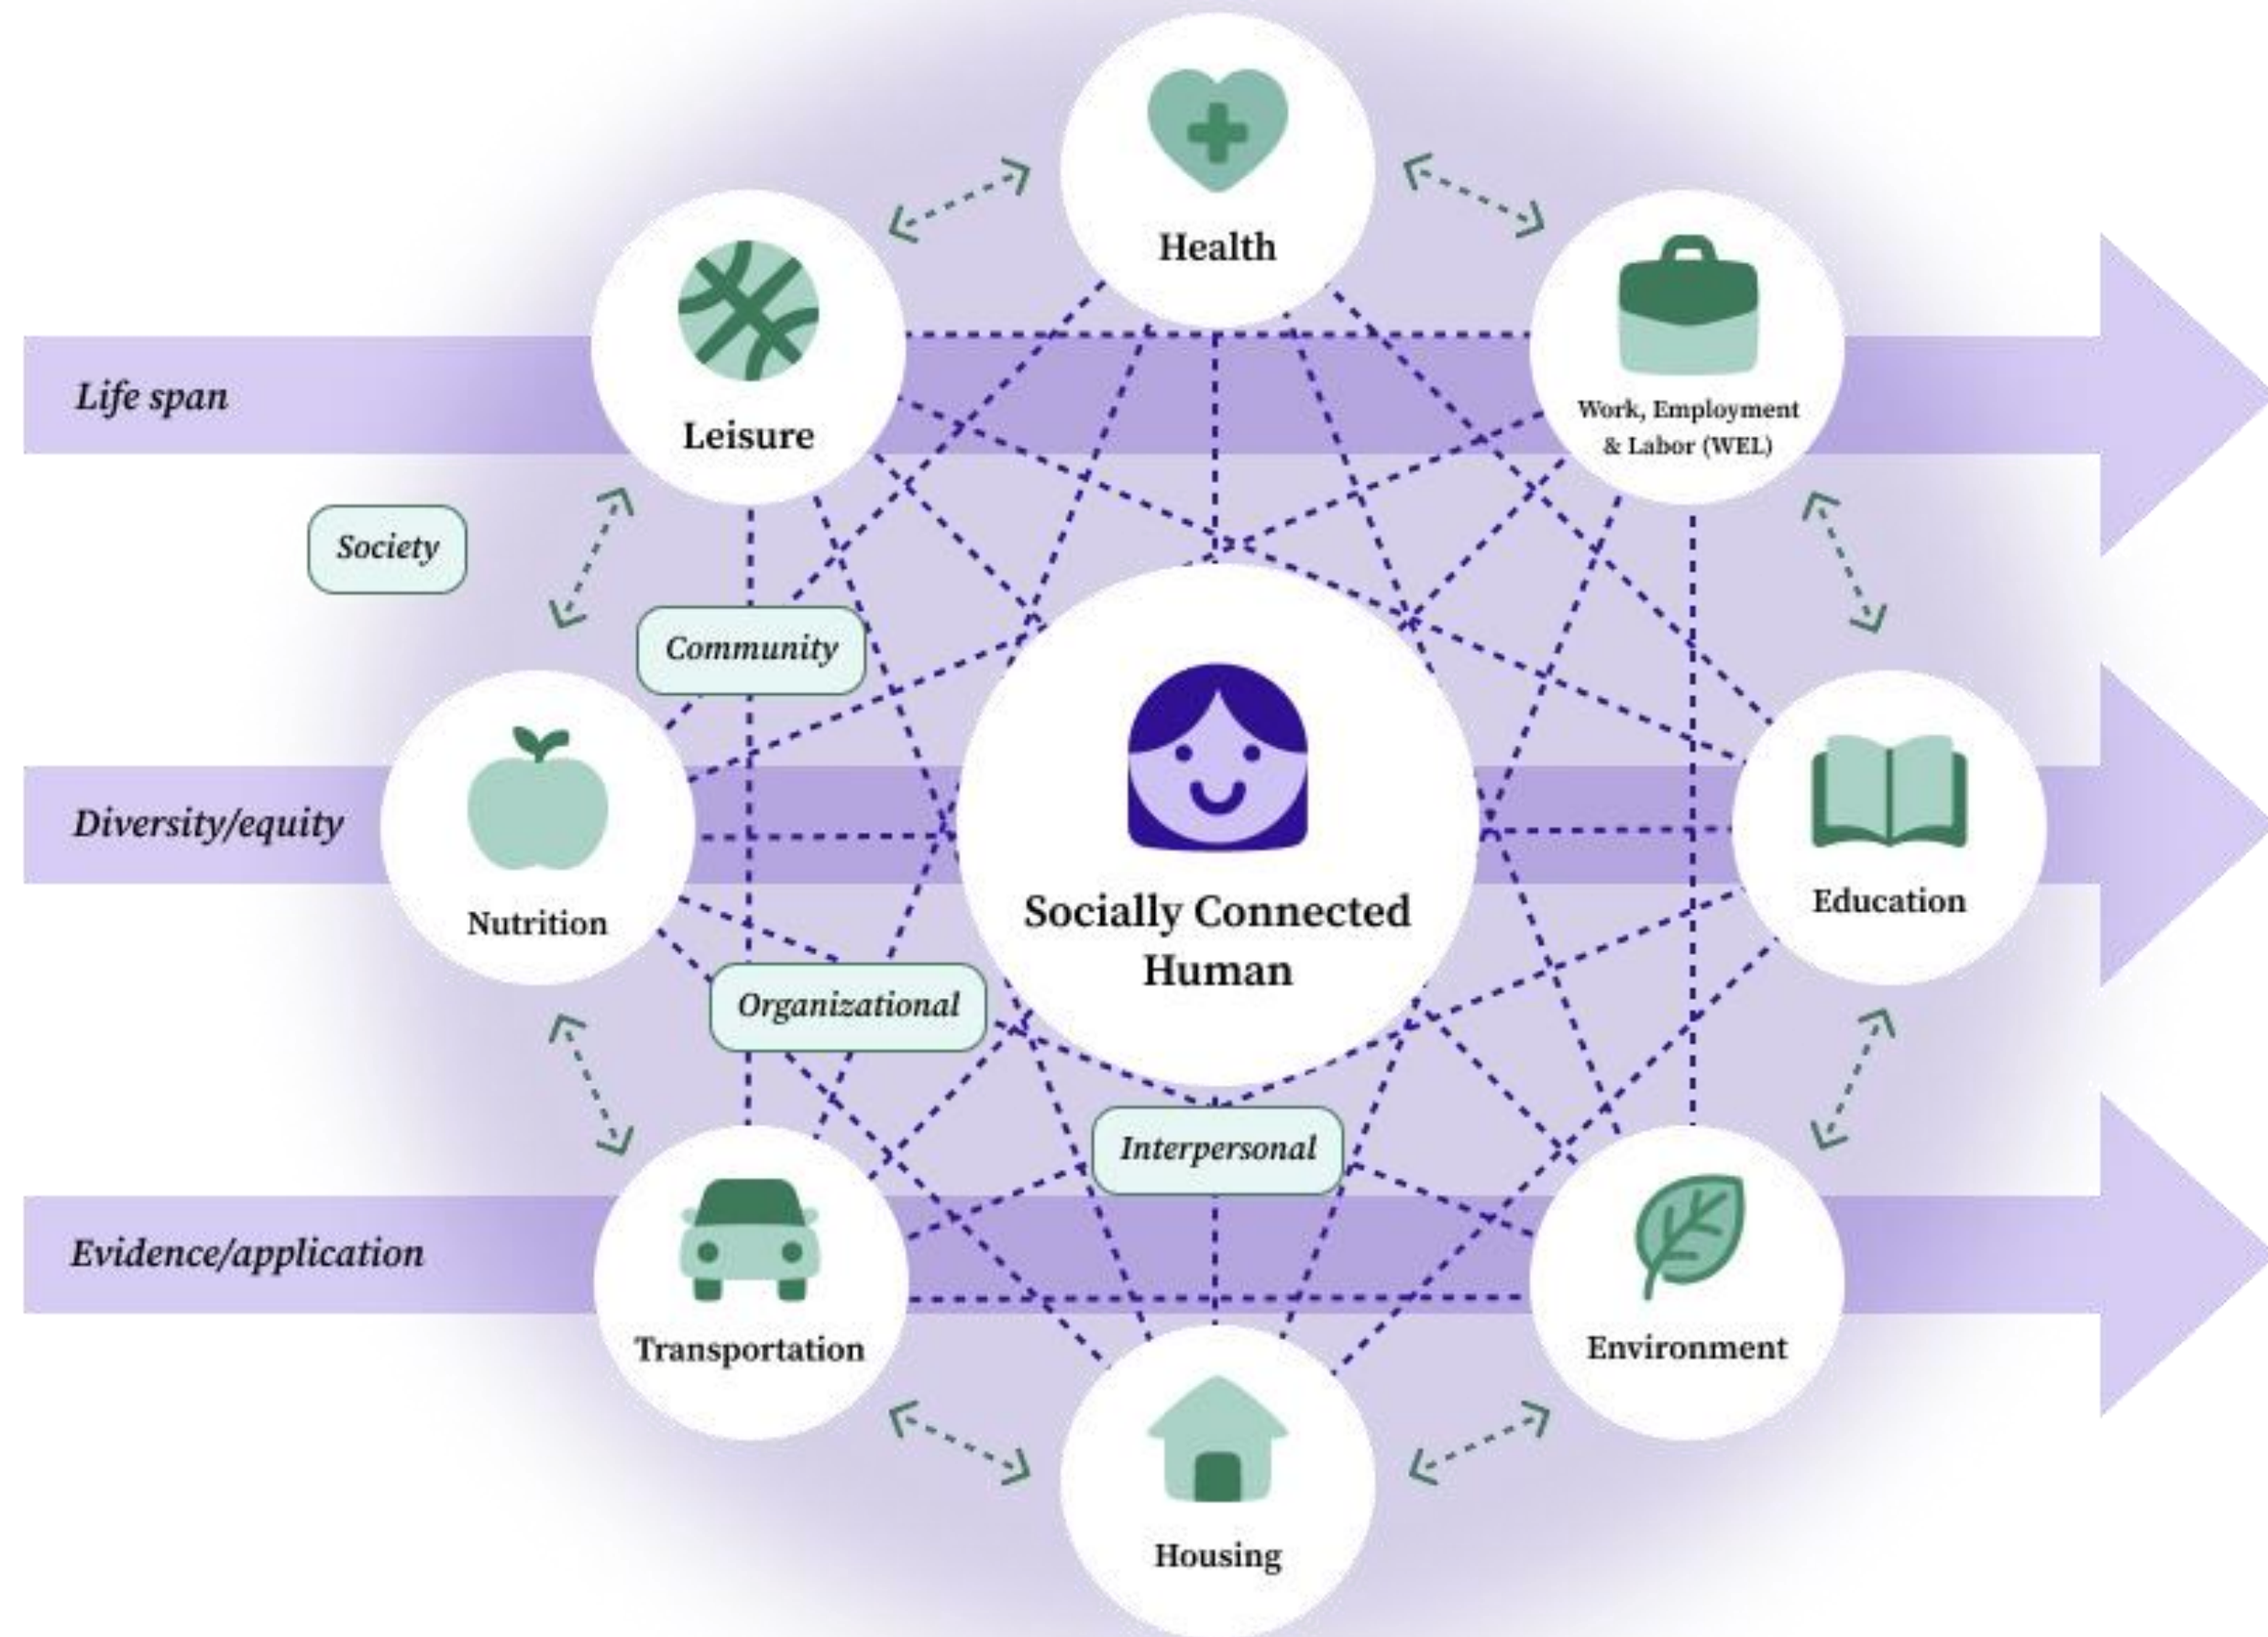 Health
Leisure
Work, Employment
& Labor (WEL)
Life span
Society
Community
Diversity/equity
Nutrition
Socially Connected
Human
Education
Organizational
Interpersonal
Evidence/application
Transportation
Environment
Housing